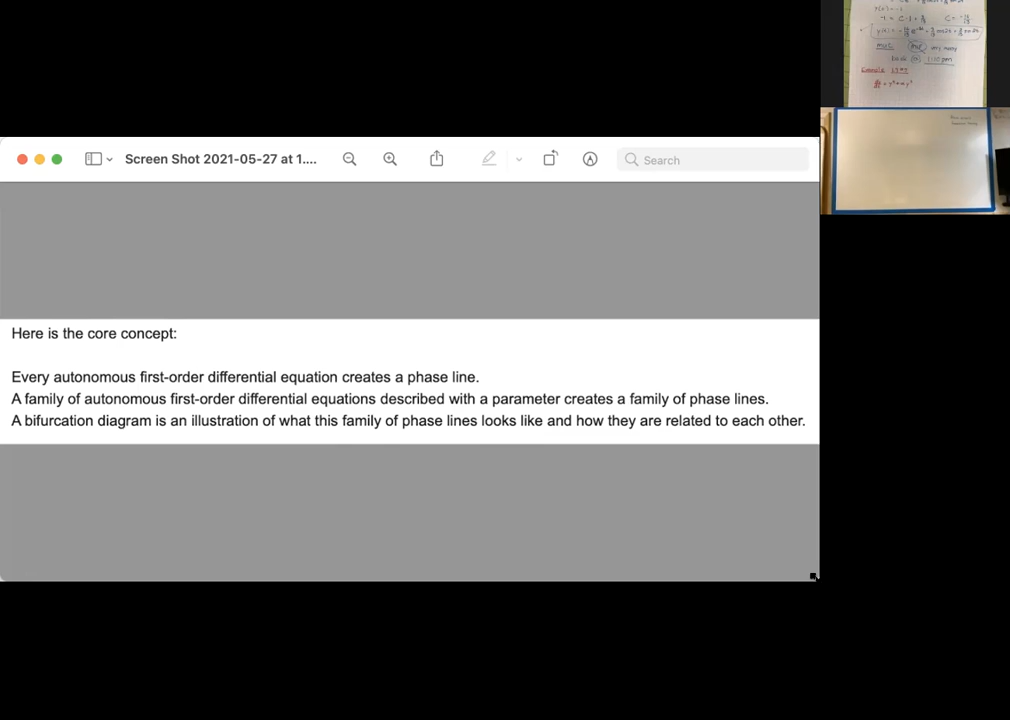 Screen Shot 2021-05-27 at 1....
Search
Here is the core concept:
Every autonomous first-order differential equation creates a phase line.
A family of autonomous first-order differential equations described with a parameter creates a family of phase lines.
A bifurcation diagram is an illustration of what this family of phase lines looks like and how they are related to each other.